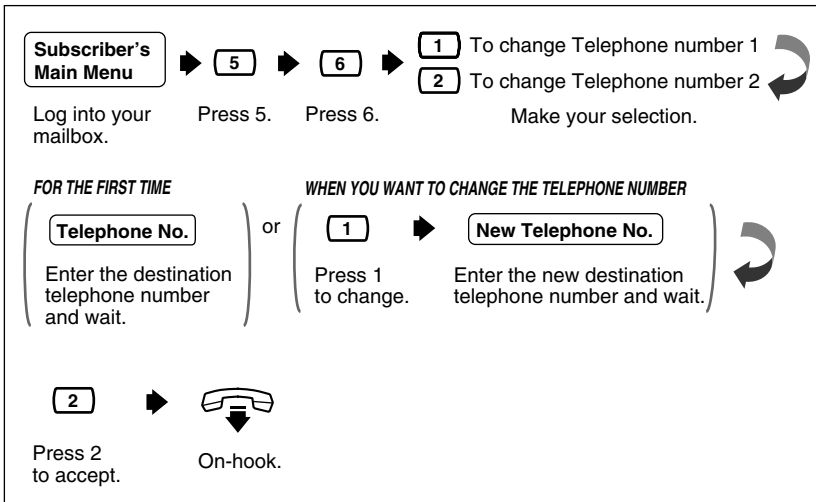 Subscriber's
Main Menu
5
6
1 To change Telephone number 1
2 To change Telephone number 2
Log into your
mailbox.
Press 5.
Press 6.
Make your selection.
FOR THE FIRST TIME
WHEN YOU WANT TO CHANGE THE TELEPHONE NUMBER
Telephone No.
or
1
New Telephone No.
Enter the destination
telephone number
and wait.
Press 1
to change.
Enter the new destination
telephone number and wait.
2
Press 2
to accept.
On-hook.